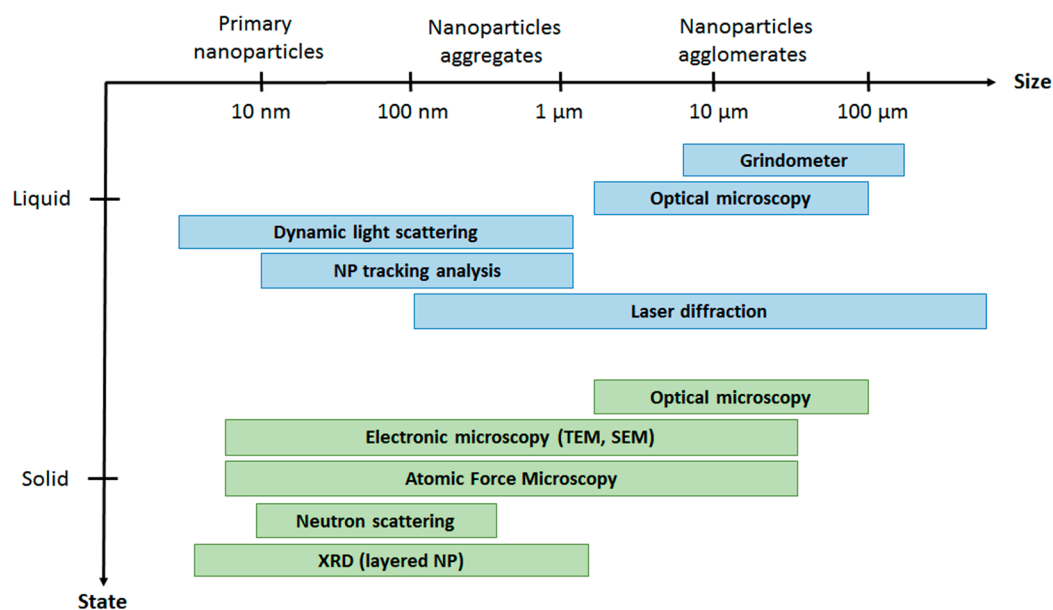 Primary
nanoparticles
Nanoparticles
aggregates
Nanoparticles
agglomerates
Size
10 nm
100 nm
1 µm
10 µm
100 µm
Grindometer
Liquid
Optical microscopy
Dynamic light scattering
NP tracking analysis
Laser diffraction
Optical microscopy
Electronic microscopy (TEM, SEM)
Solid
Atomic Force Microscopy
Neutron scattering
XRD (layered NP)
State